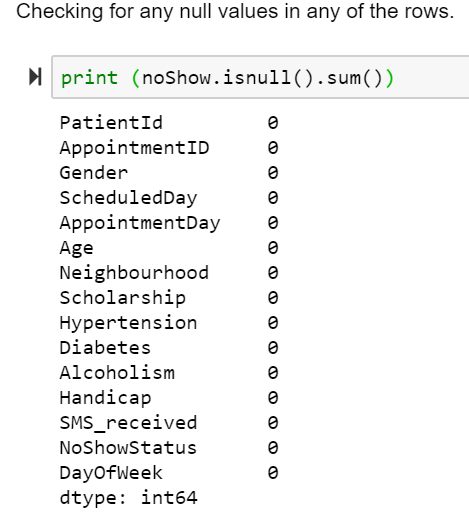 Checking for any null values in any of the rows.
print (noShow.isnull().sum())
PatientId 0
AppointmentID 0
Gender 0
ScheduledDay 0
AppointmentDay 0
Age 0
Neighbourhood 0
Scholarship 0
Hypertension 0
Diabetes 0
Alcoholism 0
Handicap 0
SMS_received 0
NoShowStatus 0
DayOfWeek 0
dtype: int64